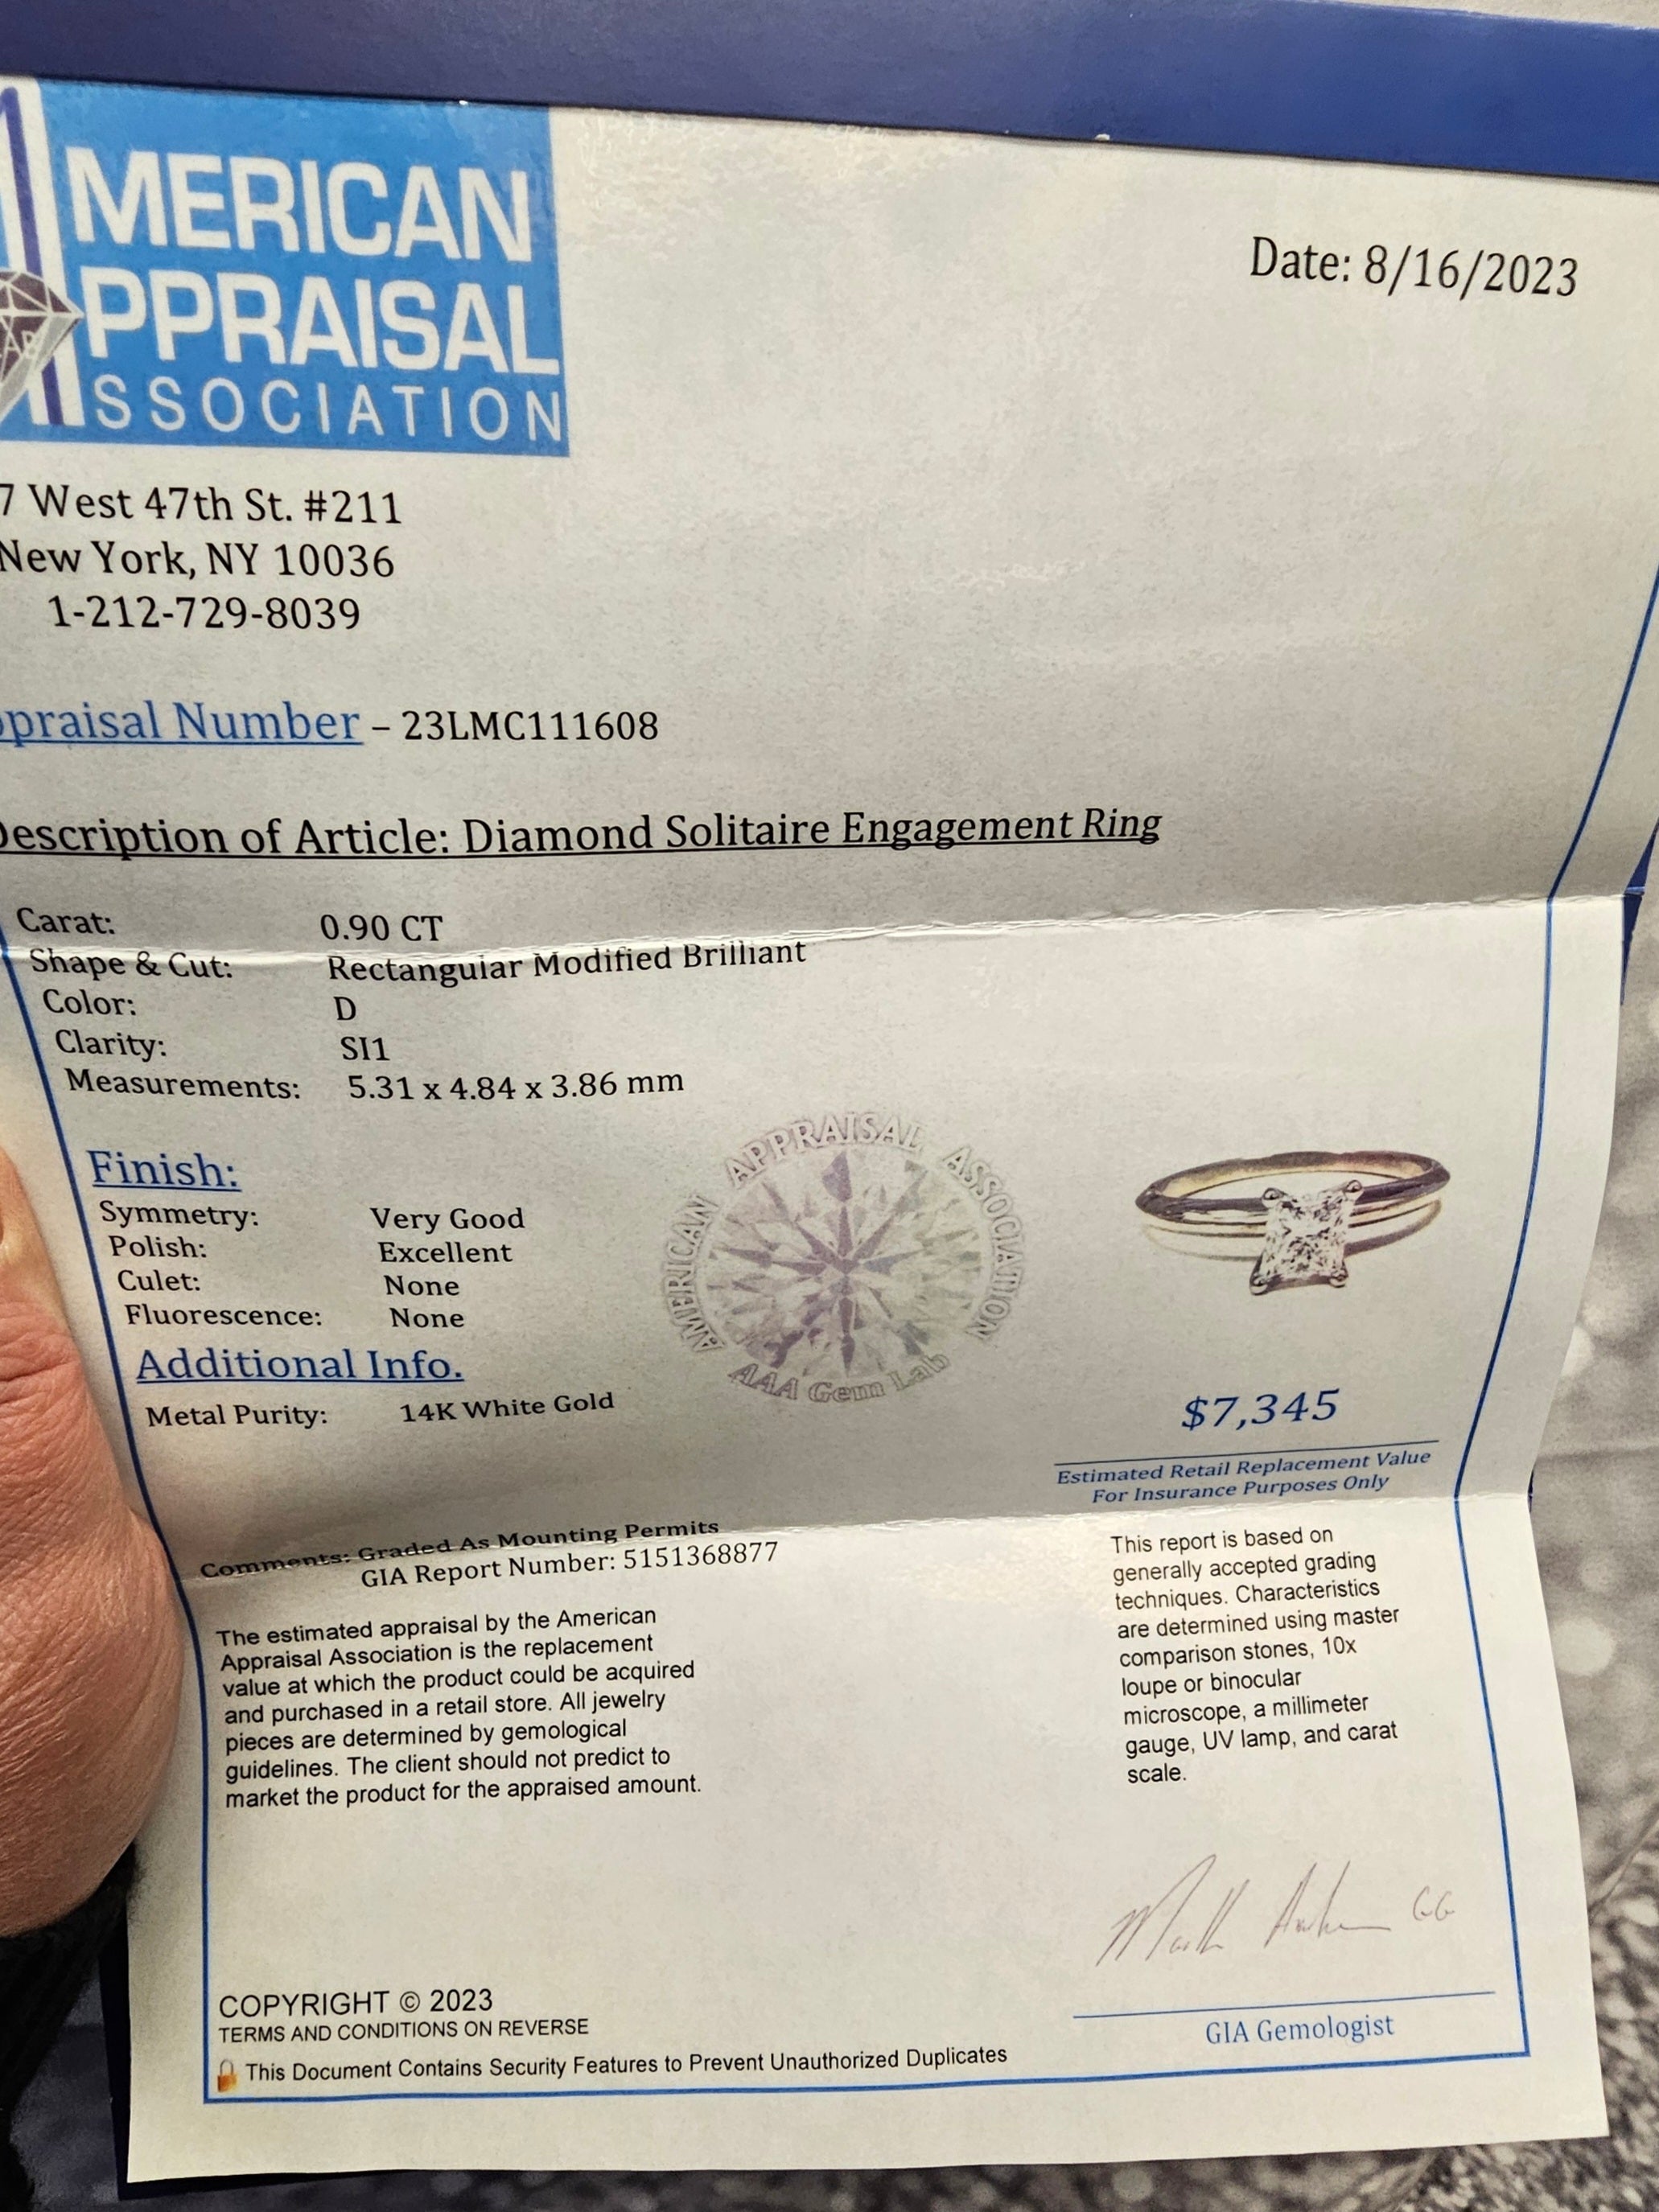 MERICAN
PPRAISAL
SSOCIATION
Date: 8/16/2023
7 West 47th St. #211
New York, NY 10036
1-212-729-8039
praisal Number – 23LMC111608
Description of Article: Diamond Solitaire Engagement Ring
Carat: 0.90 CT
Shape & Cut: Rectangular Modified Brilliant
Color: D
Clarity: SI1
Measurements: 5.31 x 4.84 x 3.86 mm
Finish:
Symmetry: Very Good
Polish: Excellent
Culet: None
Fluorescence: None
Additional Info.
Metal Purity: 14K White Gold
AMERICAN APPRAISAL ASSOCIATION
AAA Gem Lab
$7,345
Estimated Retail Replacement Value
For Insurance Purposes Only
Comments: Graded As Mounting Permits
GIA Report Number: 5151368877
The estimated appraisal by the American
Appraisal Association is the replacement
value at which the product could be acquired
and purchased in a retail store. All jewelry
pieces are determined by gemological
guidelines. The client should not predict to
market the product for the appraised amount.
This report is based on
generally accepted grading
techniques. Characteristics
are determined using master
comparison stones, 10x
loupe or binocular
microscope, a millimeter
gauge, UV lamp, and carat
scale.
GG
GIA Gemologist
COPYRIGHT © 2023
TERMS AND CONDITIONS ON REVERSE
This Document Contains Security Features to Prevent Unauthorized Duplicates